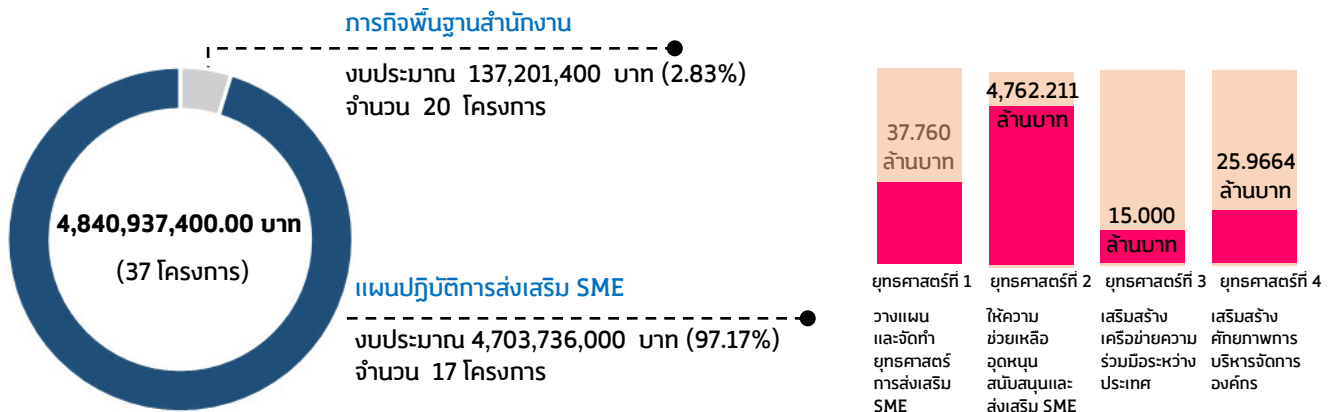 ภารกิจพื้นฐานสำนักงาน
งบประมาณ 137,201,400 บาท (2.83%)
จำนวน 20 โครงการ
4,840,937,400.00 บาท
(37 โครงการ)
แผนปฏิบัติการส่งเสริม SME
งบประมาณ 4,703,736,000 บาท (97.17%)
จำนวน 17 โครงการ
37.760
ล้านบาท
4,762.211
ล้านบาท
15.000
ล้านบาท
25.9664
ล้านบาท
ยุทธศาสตร์ที่ 1
วางแผน
และจัดทำ
ยุทธศาสตร์
การส่งเสริม
SME
ยุทธศาสตร์ที่ 2
ให้ความ
ช่วยเหลือ
อุดหนุน
สนับสนุนและ
ส่งเสริม SME
ยุทธศาสตร์ที่ 3
เสริมสร้าง
เครือข่ายความ
ร่วมมือระหว่าง
ประเทศ
ยุทธศาสตร์ที่ 4
เสริมสร้าง
ศักยภาพการ
บริหารจัดการ
องค์กร